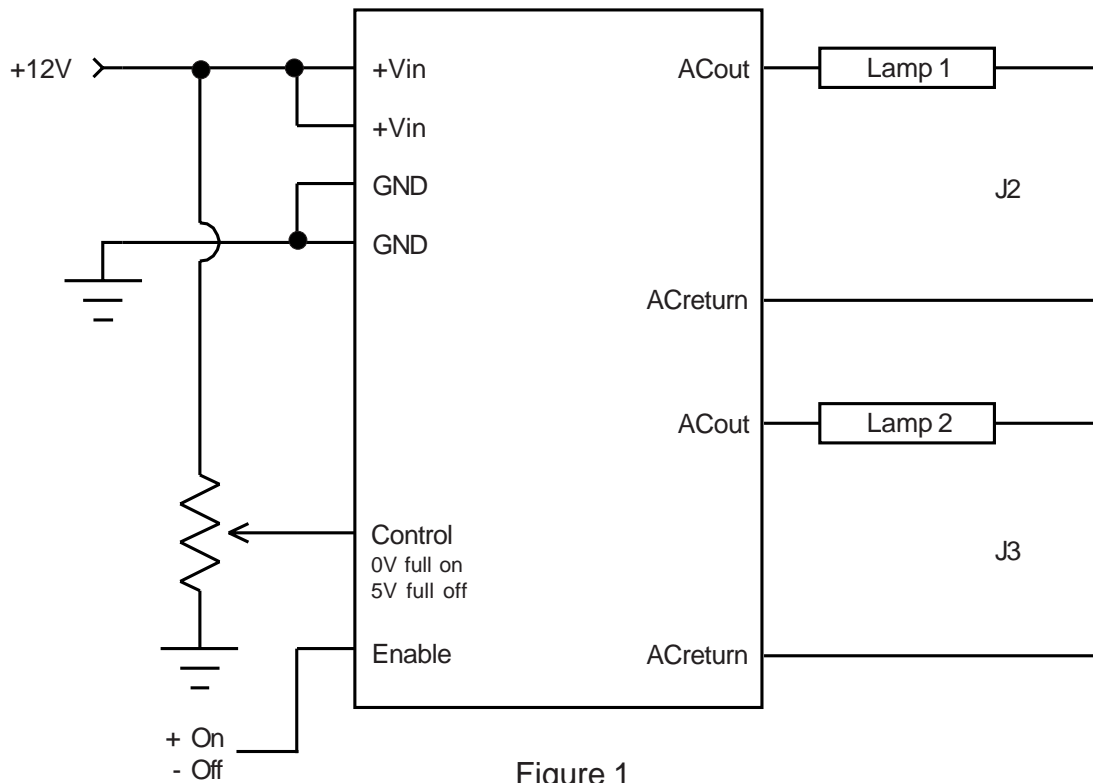 +12V
+Vin
+Vin
GND
GND
Control
0V full on
5V full off
Enable
+ On
- Off
ACout
Lamp 1
J2
ACreturn
ACout
Lamp 2
J3
ACreturn
Figure 1